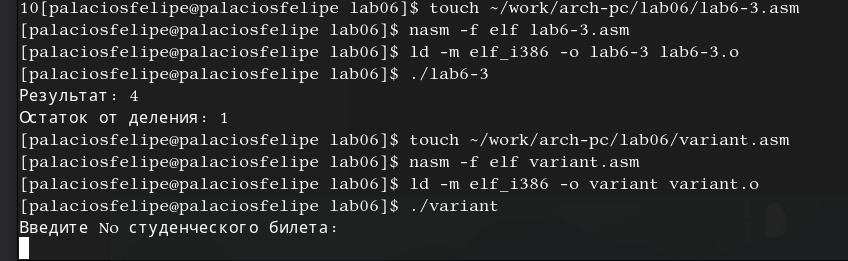 10[palaciosfelipe@palaciosfelipe lab06]$ touch ~/work/arch-pc/lab06/lab6-3.asm
[palaciosfelipe@palaciosfelipe lab06]$ nasm -f elf lab6-3.asm
[palaciosfelipe@palaciosfelipe lab06]$ ld -m elf_i386 -o lab6-3 lab6-3.o
[palaciosfelipe@palaciosfelipe lab06]$ ./lab6-3
Результат: 4
Остаток от деления: 1
[palaciosfelipe@palaciosfelipe lab06]$ touch ~/work/arch-pc/lab06/variant.asm
[palaciosfelipe@palaciosfelipe lab06]$ nasm -f elf variant.asm
[palaciosfelipe@palaciosfelipe lab06]$ ld -m elf_i386 -o variant variant.o
[palaciosfelipe@palaciosfelipe lab06]$ ./variant
Введите No студенческого билета: